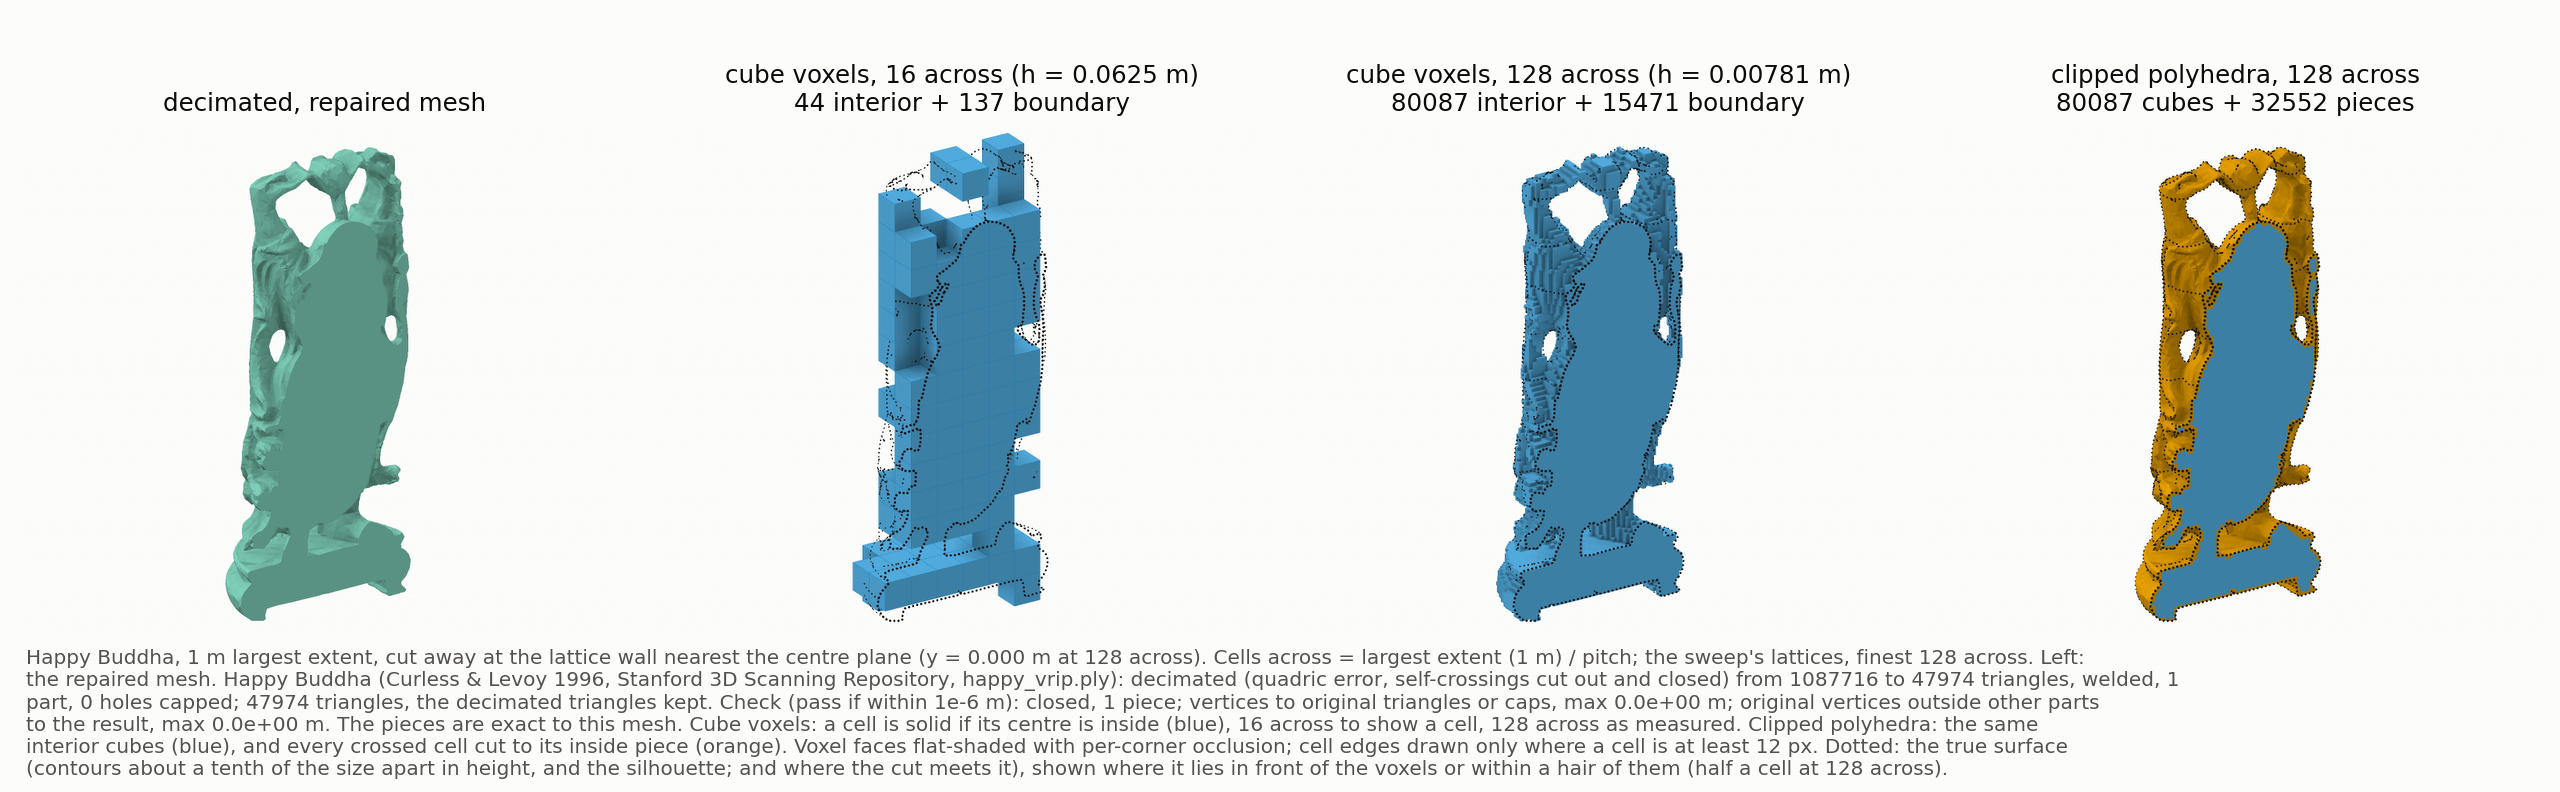 decimated, repaired mesh
cube voxels, 16 across (h = 0.0625 m)
44 interior + 137 boundary
cube voxels, 128 across (h = 0.00781 m)
80087 interior + 15471 boundary
clipped polyhedra, 128 across
80087 cubes + 32552 pieces
Happy Buddha, 1 m largest extent, cut away at the lattice wall nearest the centre plane (y = 0.000 m at 128 across). Cells across = largest extent (1 m) / pitch; the sweep's lattices, finest 128 across. Left:
the repaired mesh. Happy Buddha (Curless & Levoy 1996, Stanford 3D Scanning Repository, happy_vrip.ply): decimated (quadric error, self-crossings cut out and closed) from 1087716 to 47974 triangles, welded, 1
part, 0 holes capped; 47974 triangles, the decimated triangles kept. Check (pass if within 1e-6 m): closed, 1 piece; vertices to original triangles or caps, max 0.0e+00 m; original vertices outside other parts
to the result, max 0.0e+00 m. The pieces are exact to this mesh. Cube voxels: a cell is solid if its centre is inside (blue), 16 across to show a cell, 128 across as measured. Clipped polyhedra: the same
interior cubes (blue), and every crossed cell cut to its inside piece (orange). Voxel faces flat-shaded with per-corner occlusion; cell edges drawn only where a cell is at least 12 px. Dotted: the true surface
(contours about a tenth of the size apart in height, and the silhouette; and where the cut meets it), shown where it lies in front of the voxels or within a hair of them (half a cell at 128 across).